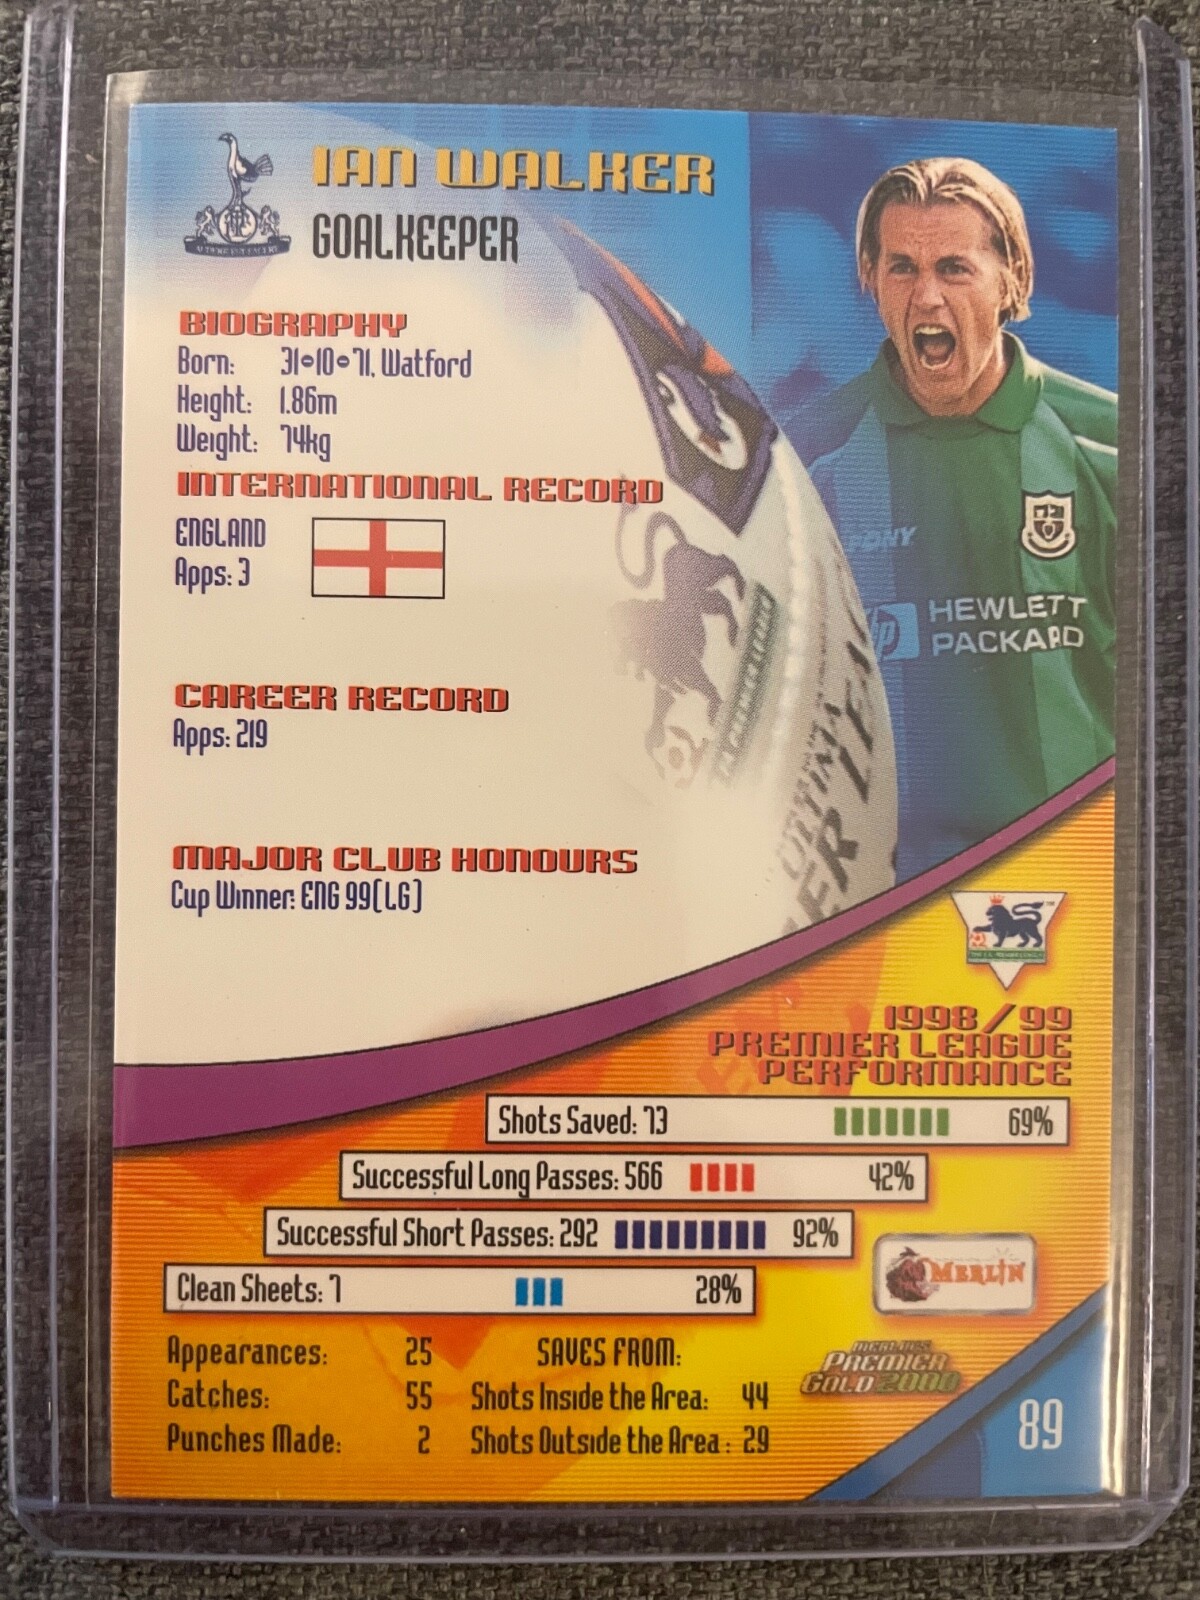 IAN WALKER
GOALKEEPER
BIOGRAPHY
Born: 31•10•71, Watford
Height: 1.86m
Weight: 74kg
INTERNATIONAL RECORD
ENGLAND
Apps: 3
CAREER RECORD
Apps: 219
MAJOR CLUB HONOURS
Cup Winner: ENG 99(LG)
PONY
hp HEWLETT
PACKARD
1998/99
PREMIER LEAGUE
PERFORMANCE
Shots Saved: 73 69%
Successful Long Passes: 566 42%
Successful Short Passes: 292 92%
Clean Sheets: 7 28%
MERLIN
Appearances: 25
Catches: 55
Punches Made: 2
SAVES FROM:
Shots Inside the Area: 44
Shots Outside the Area: 29
MERLIN'S
PREMIER
GOLD 2000
89